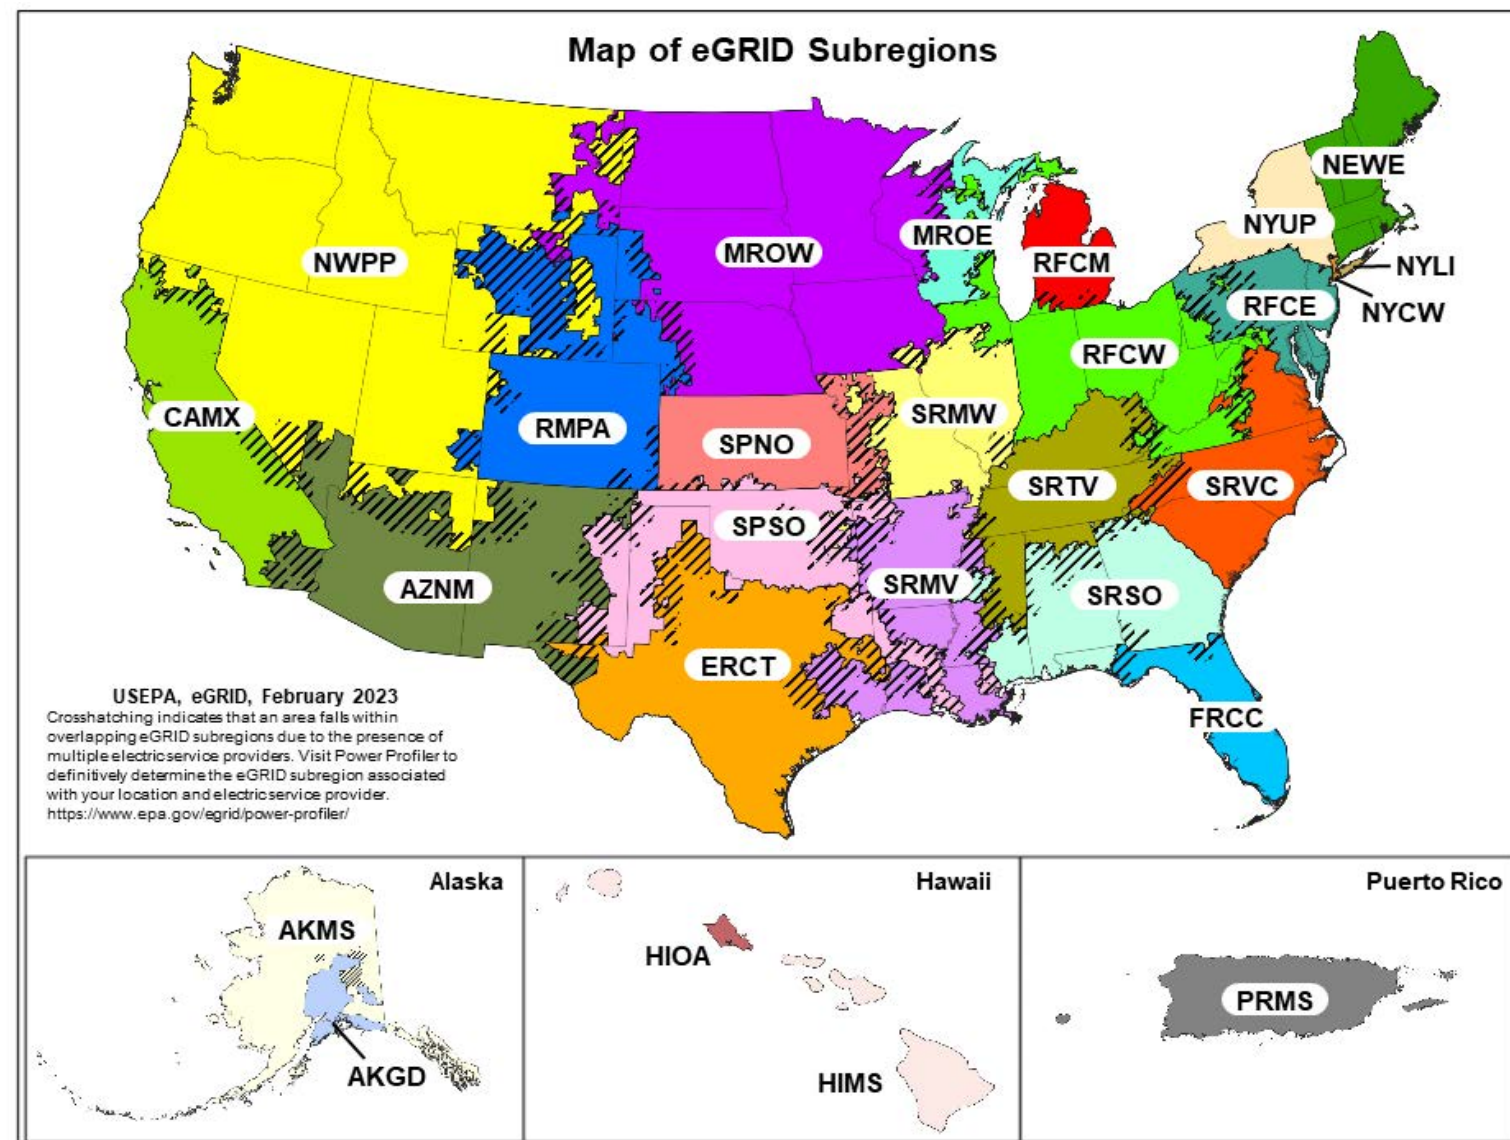 Map of eGRID Subregions
NEWE
NYUP
MROE
MROW
NWPP
RFCM
NYLI
RFCE
NYCW
RFCW
CAMX
SRMW
RMPA
SPNO
SRTV
SRVC
SPSO
AZNM
SRMV
SRSO
ERCT
FRCC
USEPA, eGRID, February 2023
Crosshatching indicates that an area falls within
overlapping eGRID subregions due to the presence of
multiple electric service providers. Visit Power Profiler to
definitively determine the eGRID subregion associated
with your location and electric service provider.
https://www.epa.gov/egrid/power-profiler/
Alaska
AKMS
AKGD
Hawaii
HIOA
HIMS
Puerto Rico
PRMS